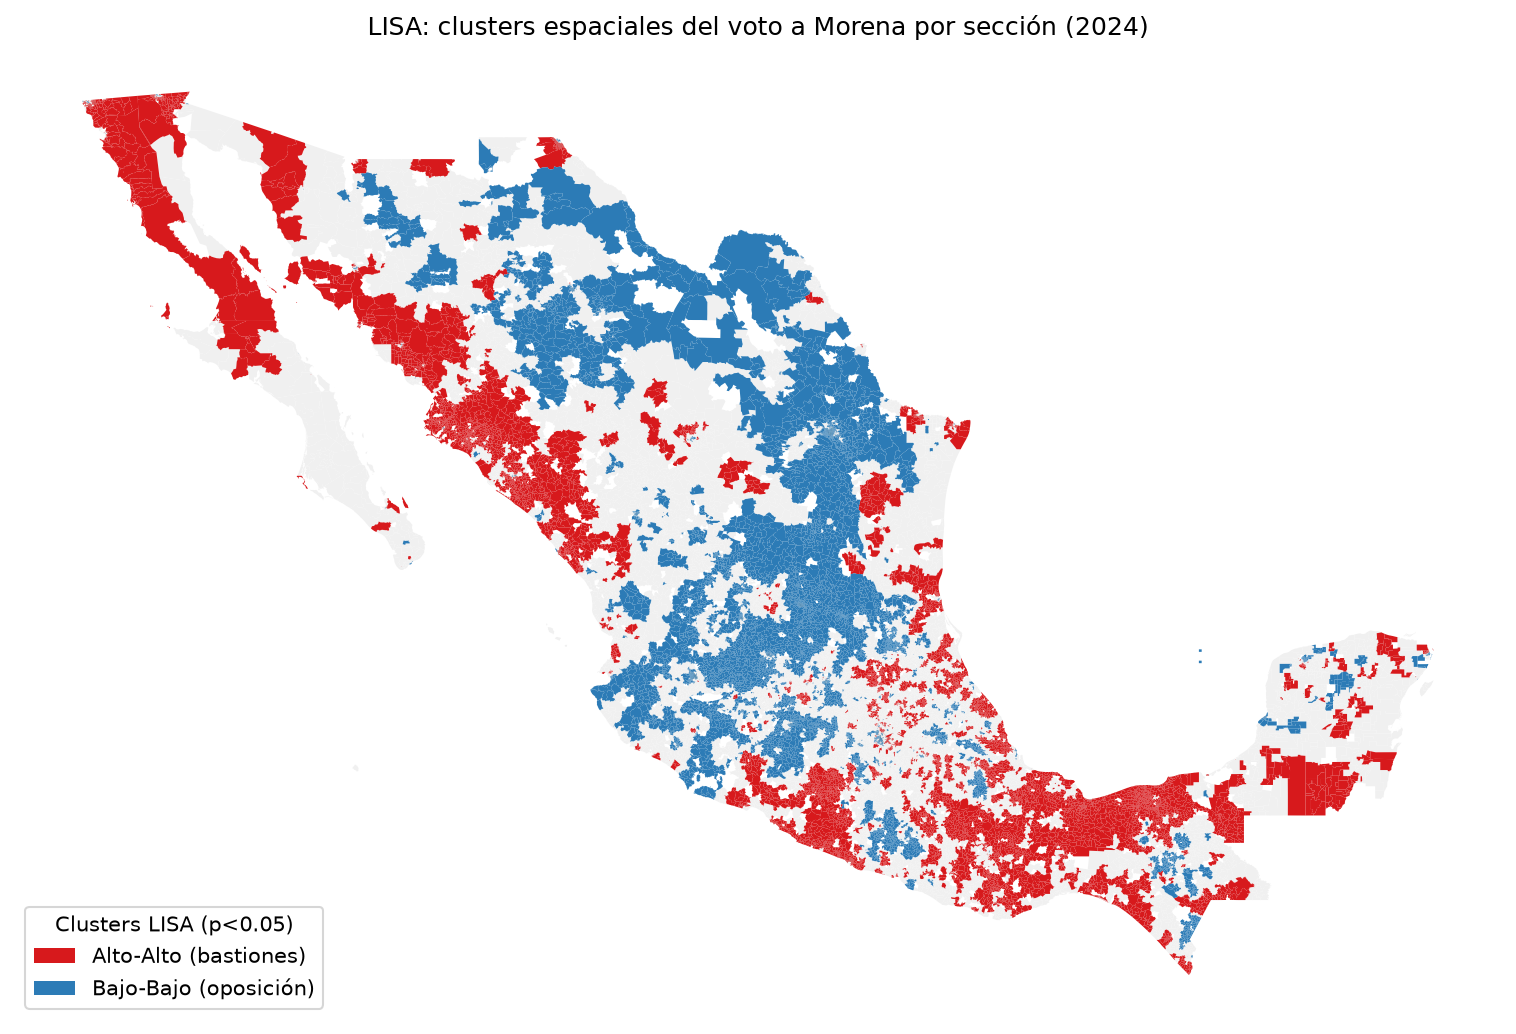 LISA: clusters espaciales del voto a Morena por sección (2024)
Clusters LISA (p<0.05)
Alto-Alto (bastiones)
Bajo-Bajo (oposición)